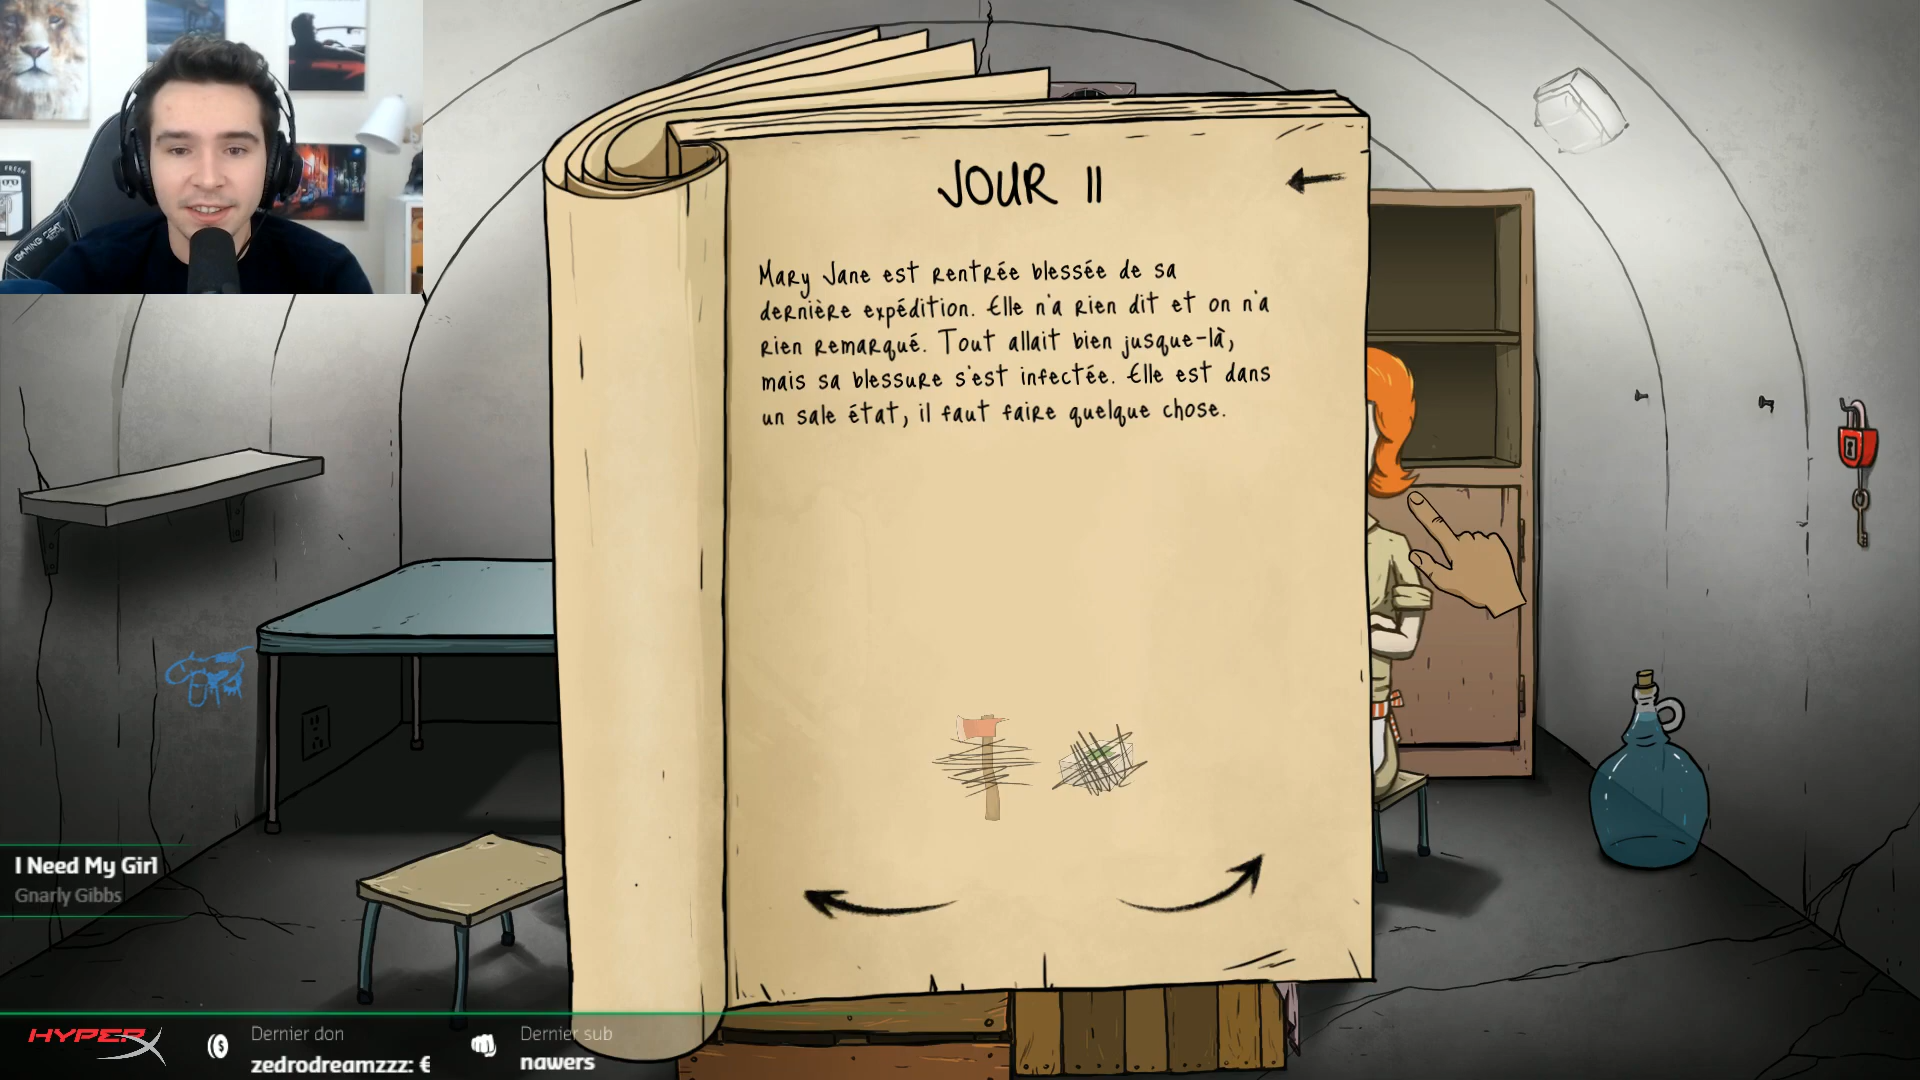 JOUR 11
Mary Jane est rentrée blessée de sa
dernière expédition. Elle n'a rien dit et on n'a
rien remarqué. Tout allait bien jusque-là,
mais sa blessure s'est infectée. Elle est dans
un sale état, il faut faire quelque chose.
I Need My Girl
Gnarly Gibbs
HYPERX
Dernier don
zedrodreamzzz: €
Dernier sub
nawers